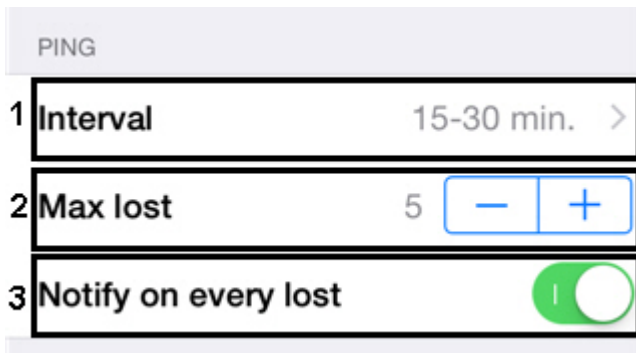 PING
1 Interval 15-30 min. >
2 Max lost 5 − +
3 Notify on every lost